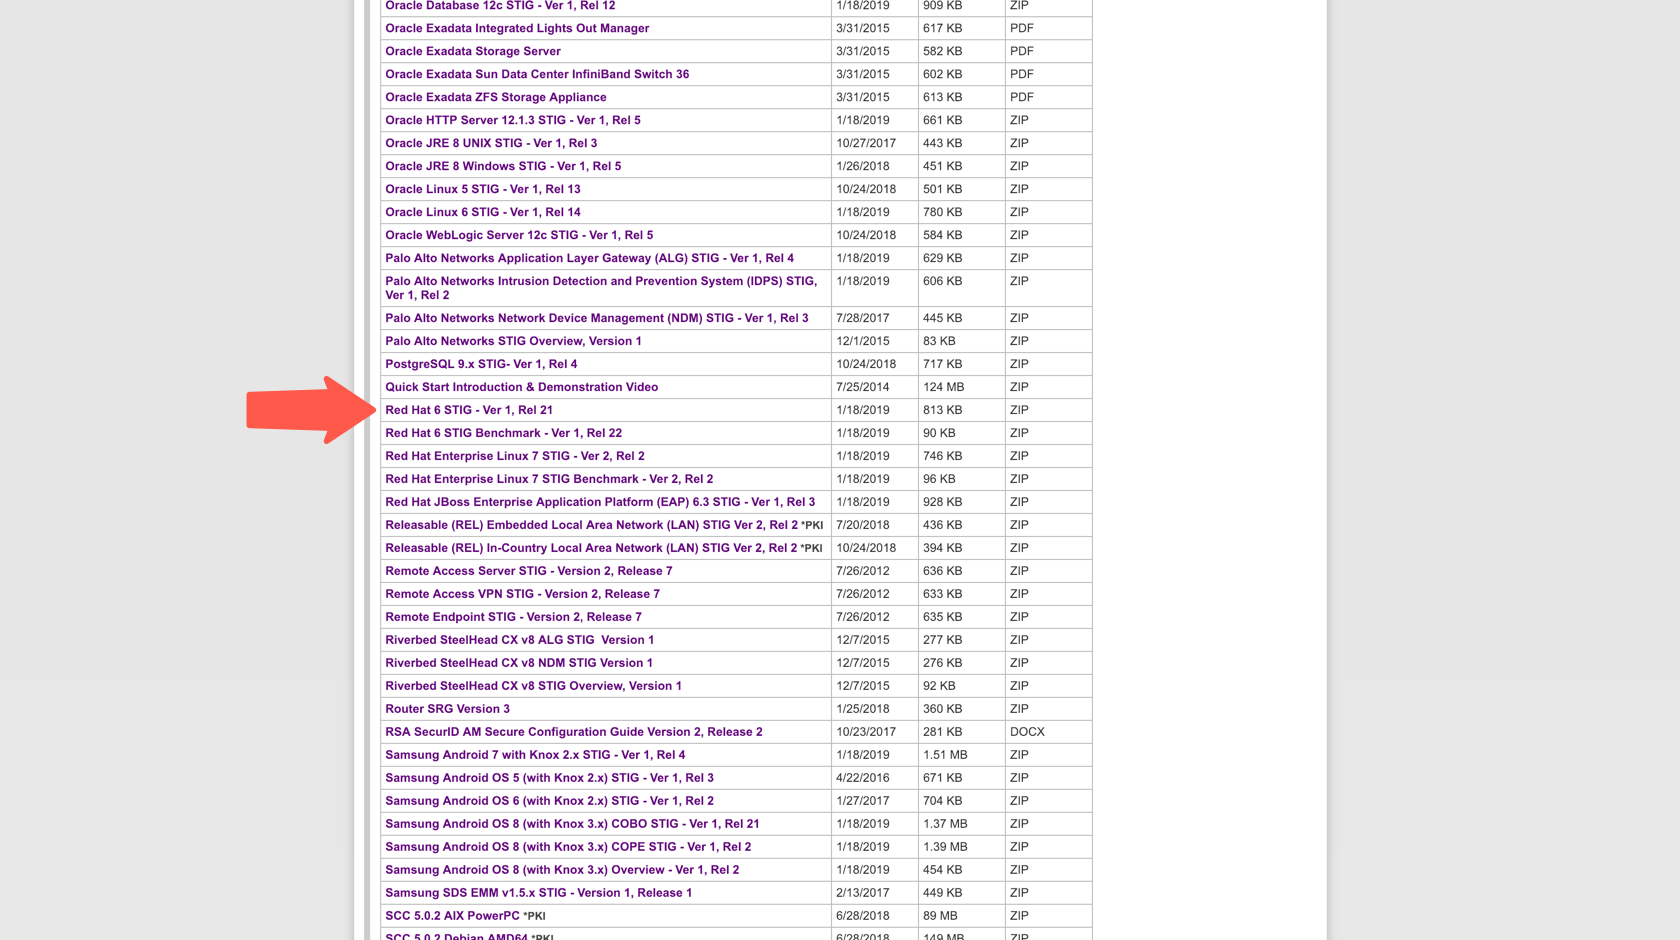 Oracle Database 12c STIG - Ver 1, Rel 12 1/18/2019 909 KB ZIP
Oracle Exadata Integrated Lights Out Manager 3/31/2015 617 KB PDF
Oracle Exadata Storage Server 3/31/2015 582 KB PDF
Oracle Exadata Sun Data Center InfiniBand Switch 36 3/31/2015 602 KB PDF
Oracle Exadata ZFS Storage Appliance 3/31/2015 613 KB PDF
Oracle HTTP Server 12.1.3 STIG - Ver 1, Rel 5 1/18/2019 661 KB ZIP
Oracle JRE 8 UNIX STIG - Ver 1, Rel 3 10/27/2017 443 KB ZIP
Oracle JRE 8 Windows STIG - Ver 1, Rel 5 1/26/2018 451 KB ZIP
Oracle Linux 5 STIG - Ver 1, Rel 13 10/24/2018 501 KB ZIP
Oracle Linux 6 STIG - Ver 1, Rel 14 1/18/2019 780 KB ZIP
Oracle WebLogic Server 12c STIG - Ver 1, Rel 5 10/24/2018 584 KB ZIP
Palo Alto Networks Application Layer Gateway (ALG) STIG - Ver 1, Rel 4 1/18/2019 629 KB ZIP
Palo Alto Networks Intrusion Detection and Prevention System (IDPS) STIG, 1/18/2019 606 KB ZIP
Ver 1, Rel 2
Palo Alto Networks Network Device Management (NDM) STIG - Ver 1, Rel 3 7/28/2017 445 KB ZIP
Palo Alto Networks STIG Overview, Version 1 12/1/2015 83 KB ZIP
PostgreSQL 9.x STIG- Ver 1, Rel 4 10/24/2018 717 KB ZIP
Quick Start Introduction & Demonstration Video 7/25/2014 124 MB ZIP
Red Hat 6 STIG - Ver 1, Rel 21 1/18/2019 813 KB ZIP
Red Hat 6 STIG Benchmark - Ver 1, Rel 22 1/18/2019 90 KB ZIP
Red Hat Enterprise Linux 7 STIG - Ver 2, Rel 2 1/18/2019 746 KB ZIP
Red Hat Enterprise Linux 7 STIG Benchmark - Ver 2, Rel 2 1/18/2019 96 KB ZIP
Red Hat JBoss Enterprise Application Platform (EAP) 6.3 STIG - Ver 1, Rel 3 1/18/2019 928 KB ZIP
Releasable (REL) Embedded Local Area Network (LAN) STIG Ver 2, Rel 2 *PKI 7/20/2018 436 KB ZIP
Releasable (REL) In-Country Local Area Network (LAN) STIG Ver 2, Rel 2 *PKI 10/24/2018 394 KB ZIP
Remote Access Server STIG - Version 2, Release 7 7/26/2012 636 KB ZIP
Remote Access VPN STIG - Version 2, Release 7 7/26/2012 633 KB ZIP
Remote Endpoint STIG - Version 2, Release 7 7/26/2012 635 KB ZIP
Riverbed SteelHead CX v8 ALG STIG  Version 1 12/7/2015 277 KB ZIP
Riverbed SteelHead CX v8 NDM STIG Version 1 12/7/2015 276 KB ZIP
Riverbed SteelHead CX v8 STIG Overview, Version 1 12/7/2015 92 KB ZIP
Router SRG Version 3 1/25/2018 360 KB ZIP
RSA SecurID AM Secure Configuration Guide Version 2, Release 2 10/23/2017 281 KB DOCX
Samsung Android 7 with Knox 2.x STIG - Ver 1, Rel 4 1/18/2019 1.51 MB ZIP
Samsung Android OS 5 (with Knox 2.x) STIG - Ver 1, Rel 3 4/22/2016 671 KB ZIP
Samsung Android OS 6 (with Knox 2.x) STIG - Ver 1, Rel 2 1/27/2017 704 KB ZIP
Samsung Android OS 8 (with Knox 3.x) COBO STIG - Ver 1, Rel 21 1/18/2019 1.37 MB ZIP
Samsung Android OS 8 (with Knox 3.x) COPE STIG - Ver 1, Rel 2 1/18/2019 1.39 MB ZIP
Samsung Android OS 8 (with Knox 3.x) Overview - Ver 1, Rel 2 1/18/2019 454 KB ZIP
Samsung SDS EMM v1.5.x STIG - Version 1, Release 1 2/13/2017 449 KB ZIP
SCC 5.0.2 AIX PowerPC *PKI 6/28/2018 89 MB ZIP
SCC 5.0.2 Debian AMD64 *PKI 6/28/2018 149 MB ZIP